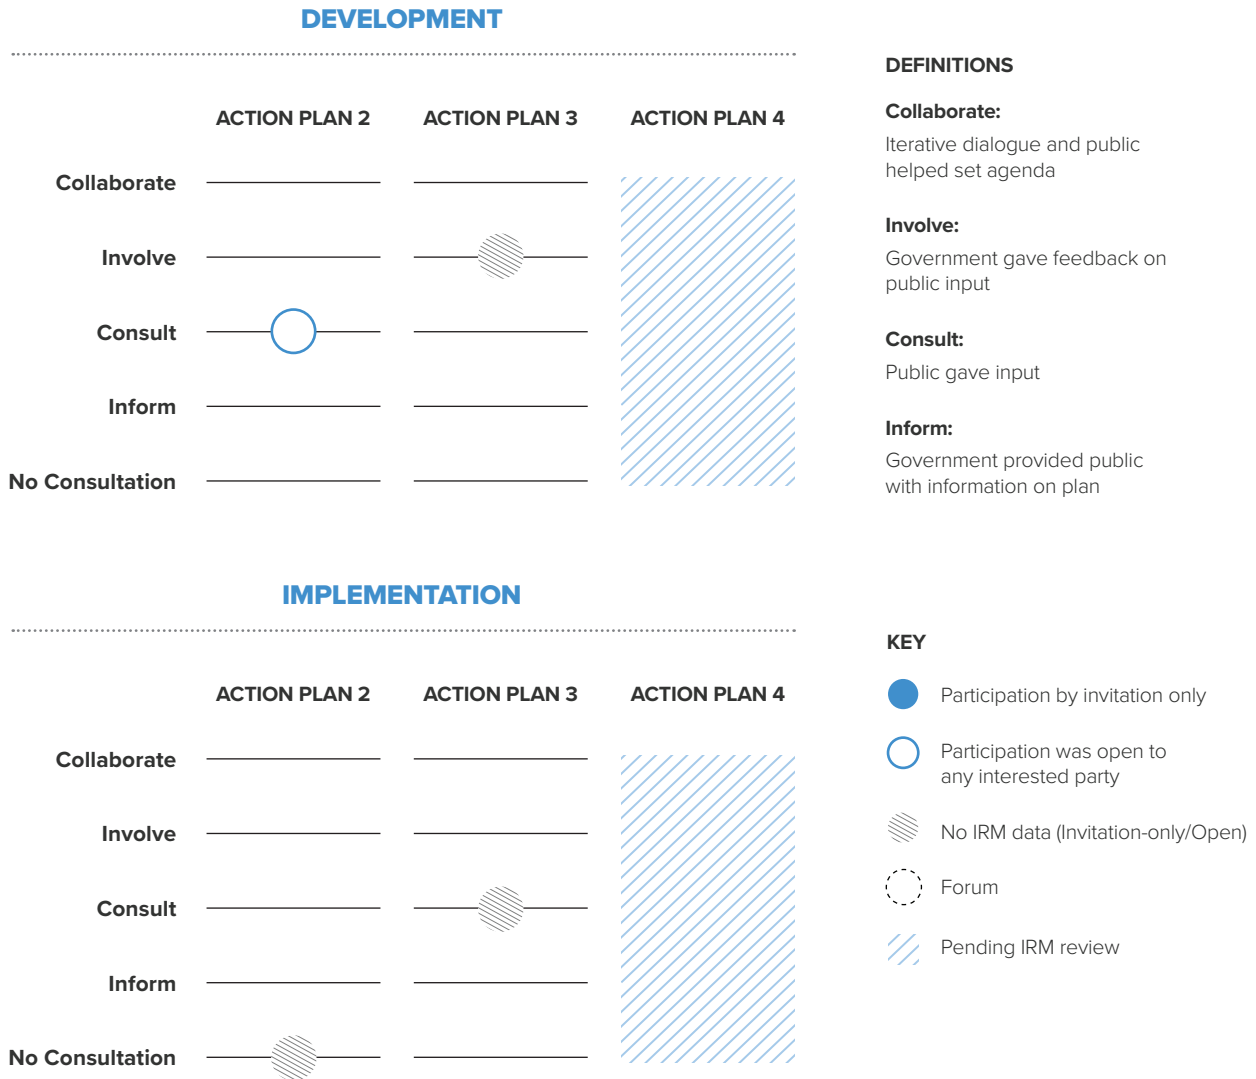 DEVELOPMENT
ACTION PLAN 2 ACTION PLAN 3 ACTION PLAN 4
Collaborate
Involve
Consult
Inform
No Consultation
DEFINITIONS
Collaborate:
Iterative dialogue and public
helped set agenda
Involve:
Government gave feedback on
public input
Consult:
Public gave input
Inform:
Government provided public
with information on plan
IMPLEMENTATION
ACTION PLAN 2 ACTION PLAN 3 ACTION PLAN 4
Collaborate
Involve
Consult
Inform
No Consultation
KEY
Participation by invitation only
Participation was open to
any interested party
No IRM data (Invitation-only/Open)
Forum
Pending IRM review